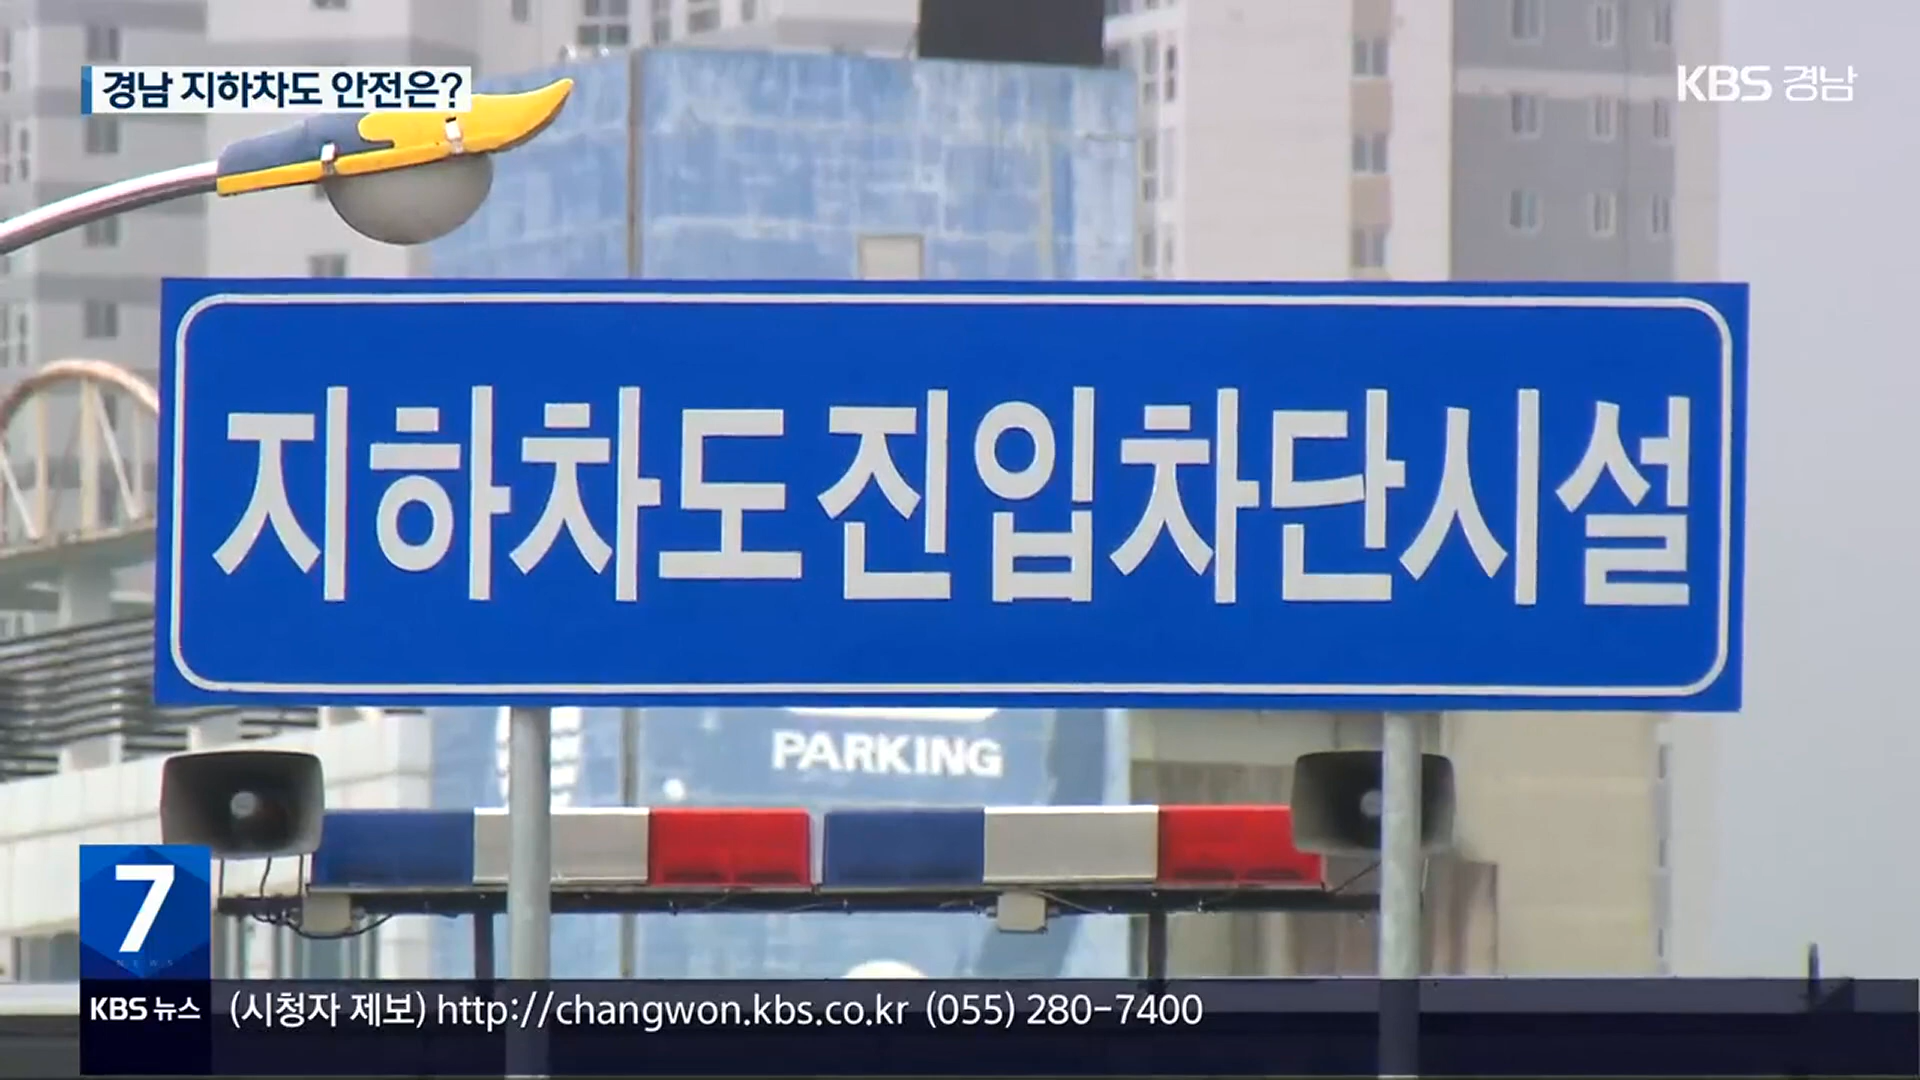 경남 지하차도 안전은?
KBS 경남
지하차도진입차단시설
PARKING
7
NEWS
KBS 뉴스
(시청자 제보) http://changwon.kbs.co.kr (055) 280-7400